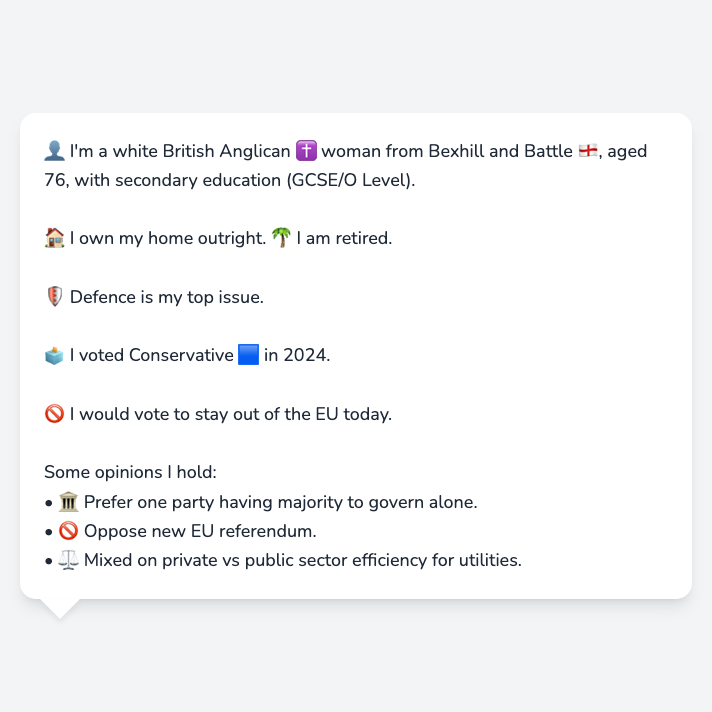 👤 I'm a white British Anglican ✝️ woman from Bexhill and Battle 🏴󠁧󠁢󠁥󠁮󠁧󠁿, aged
76, with secondary education (GCSE/O Level).
🏠 I own my home outright. 🌴 I am retired.
🛡️ Defence is my top issue.
🗳️ I voted Conservative 🟦 in 2024.
🚫 I would vote to stay out of the EU today.
Some opinions I hold:
• 🏛️ Prefer one party having majority to govern alone.
• 🚫 Oppose new EU referendum.
• ⚖️ Mixed on private vs public sector efficiency for utilities.